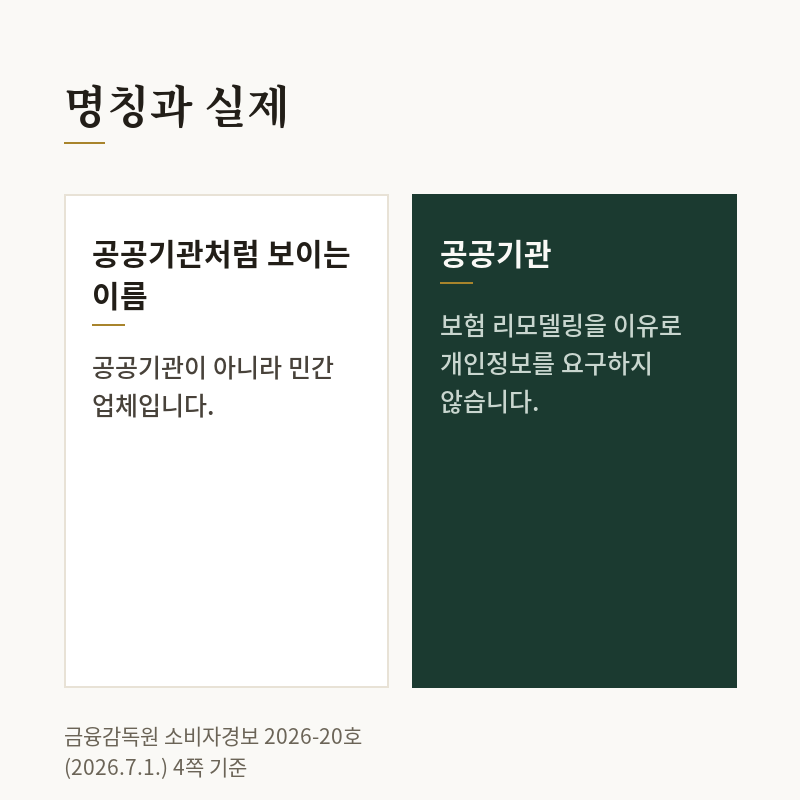 명칭과 실제
공공기관처럼 보이는
이름
공공기관이 아니라 민간
업체입니다.
공공기관
보험 리모델링을 이유로
개인정보를 요구하지
않습니다.
금융감독원 소비자경보 2026-20호
(2026.7.1.) 4쪽 기준